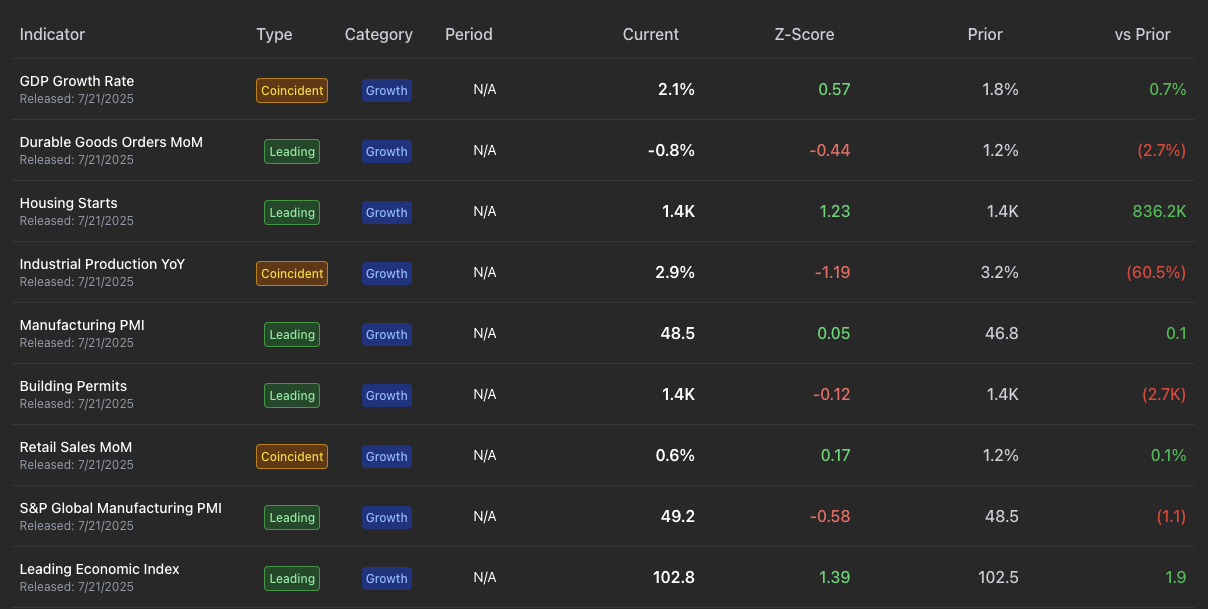 Indicator Type Category Period Current Z-Score Prior vs Prior
GDP Growth Rate
Released: 7/21/2025
Coincident Growth N/A 2.1% 0.57 1.8% 0.7%
Durable Goods Orders MoM
Released: 7/21/2025
Leading Growth N/A -0.8% -0.44 1.2% (2.7%)
Housing Starts
Released: 7/21/2025
Leading Growth N/A 1.4K 1.23 1.4K 836.2K
Industrial Production YoY
Released: 7/21/2025
Coincident Growth N/A 2.9% -1.19 3.2% (60.5%)
Manufacturing PMI
Released: 7/21/2025
Leading Growth N/A 48.5 0.05 46.8 0.1
Building Permits
Released: 7/21/2025
Leading Growth N/A 1.4K -0.12 1.4K (2.7K)
Retail Sales MoM
Released: 7/21/2025
Coincident Growth N/A 0.6% 0.17 1.2% 0.1%
S&P Global Manufacturing PMI
Released: 7/21/2025
Leading Growth N/A 49.2 -0.58 48.5 (1.1)
Leading Economic Index
Released: 7/21/2025
Leading Growth N/A 102.8 1.39 102.5 1.9